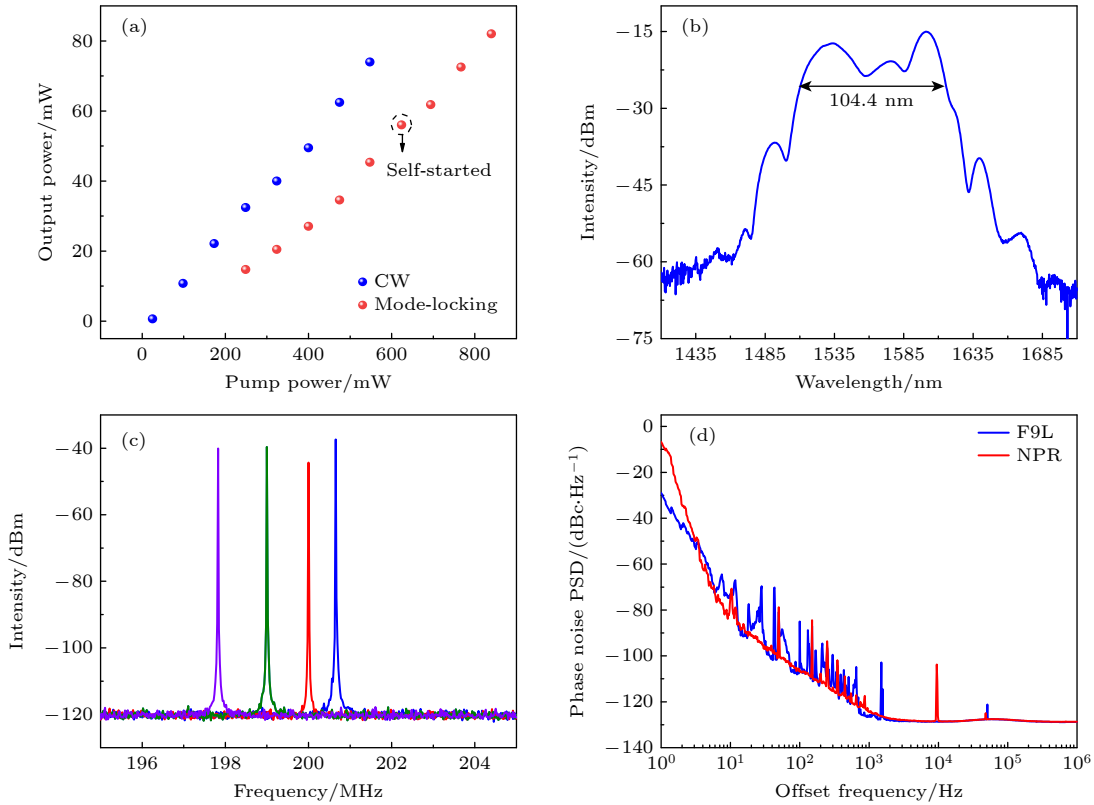 (a)
80
60
40
20
0
0 200 400 600 800
Output power/mW
Pump power/mW
Self-started
CW
Mode-locking
(b)
−15
−30
−45
−60
−75
1435 1485 1535 1585 1635 1685
Intensity/dBm
Wavelength/nm
104.4 nm
(c)
−40
−60
−80
−100
−120
196 198 200 202 204
Intensity/dBm
Frequency/MHz
(d)
0
−20
−40
−60
−80
−100
−120
−140
10⁰ 10¹ 10² 10³ 10⁴ 10⁵ 10⁶
Phase noise PSD/(dBc·Hz⁻¹)
Offset frequency/Hz
F9L
NPR